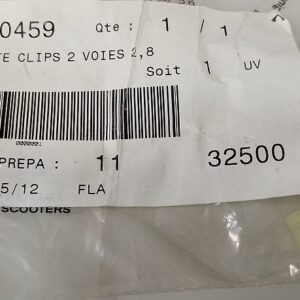 0459 Qte : 1 / 1
TE CLIPS 2 VOIES 2,8
Soit 1 UV
PREPA : 11 32500
5/12 FLA
SCOOTERS